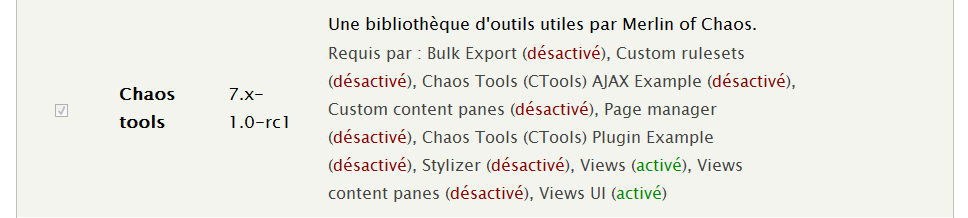 Chaos
tools
7.x-
1.0-rc1
Une bibliothèque d'outils utiles par Merlin of Chaos.
Requis par : Bulk Export (désactivé), Custom rulesets
(désactivé), Chaos Tools (CTools) AJAX Example (désactivé),
Custom content panes (désactivé), Page manager
(désactivé), Chaos Tools (CTools) Plugin Example
(désactivé), Stylizer (désactivé), Views (activé), Views
content panes (désactivé), Views UI (activé)